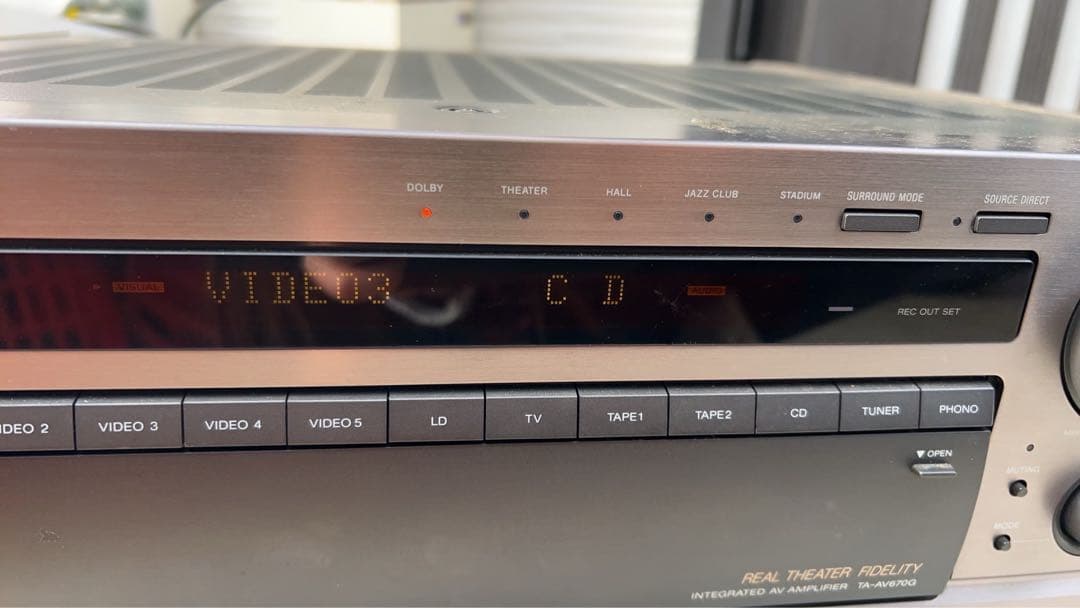 DOLBY THEATER HALL JAZZ CLUB STADIUM SURROUND MODE SOURCE DIRECT
VISUAL VIDEO3 CD AUDIO
REC OUT SET
IDEO 2 VIDEO 3 VIDEO 4 VIDEO 5 LD TV TAPE1 TAPE2 CD TUNER PHONO
▼ OPEN
MUTING
MODE
REAL THEATER FIDELITY
INTEGRATED AV AMPLIFIER TA-AV670G